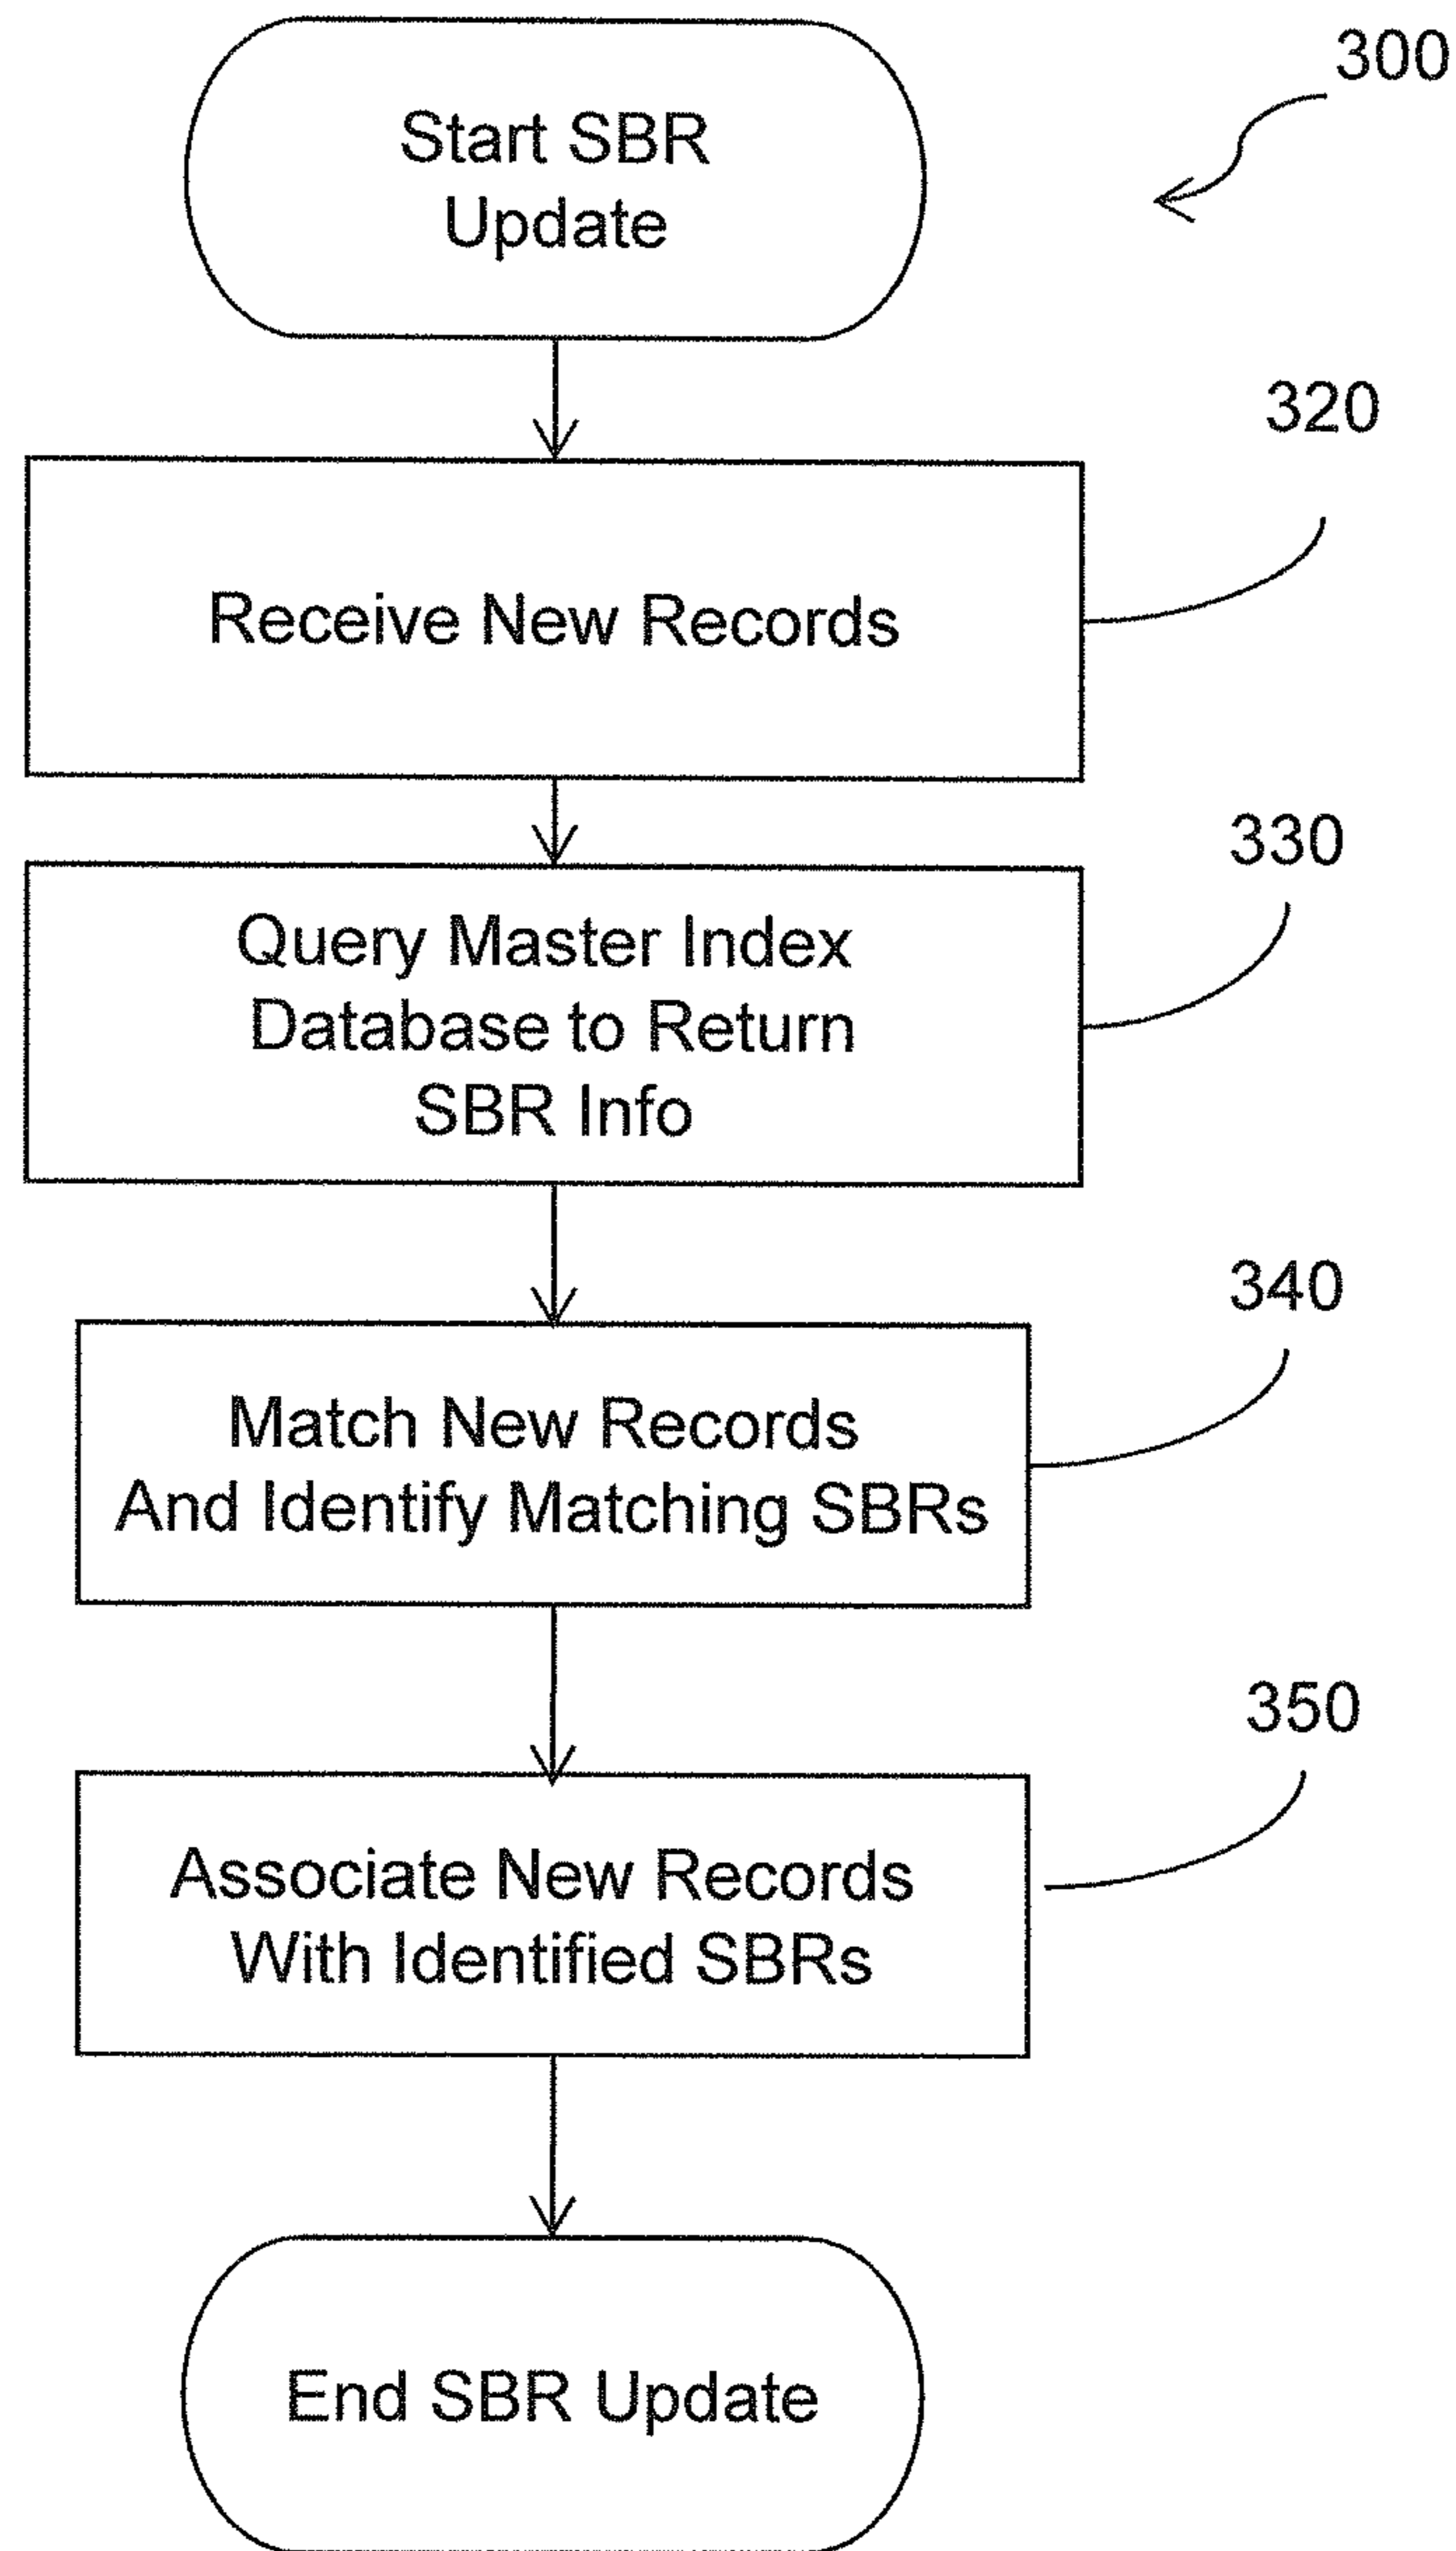 300
Start SBR
Update
320
Receive New Records
330
Query Master Index
Database to Return
SBR Info
340
Match New Records
And Identify Matching SBRs
350
Associate New Records
With Identified SBRs
End SBR Update